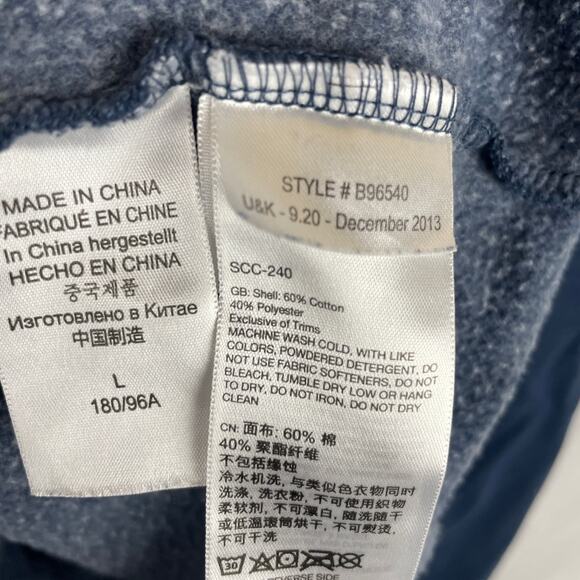 MADE IN CHINA
FABRIQUÉ EN CHINE
In China hergestellt
HECHO EN CHINA
중국제품
Изготовлено в Китае
中国制造
L
180/96A
STYLE # B96540
U&K - 9.20 - December 2013
SCC-240
GB: Shell: 60% Cotton
40% Polyester
Exclusive of Trims
MACHINE WASH COLD, WITH LIKE
COLORS, POWDERED DETERGENT, DO
NOT USE FABRIC SOFTENERS, DO NOT
BLEACH, TUMBLE DRY LOW OR HANG
TO DRY, DO NOT IRON, DO NOT DRY
CLEAN
CN: 面布: 60% 棉
40% 聚酯纤维
不包括缘蚀
冷水机洗, 与类似色衣物同时
洗涤, 洗衣粉, 不可使用织物
柔软剂, 不可漂白, 随洗随干
或低温滚筒烘干, 不可熨烫,
不可干洗
30
REVERSE SIDE